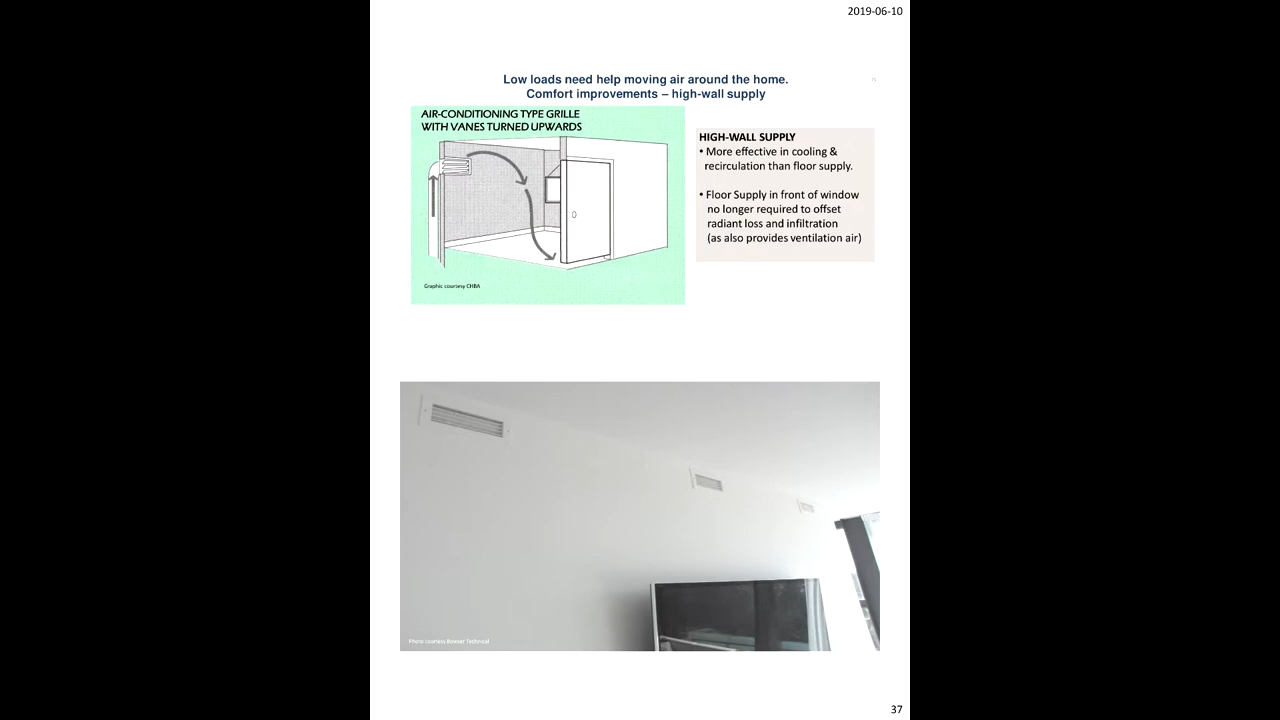 2019-06-10
Low loads need help moving air around the home.
Comfort improvements – high-wall supply
AIR-CONDITIONING TYPE GRILLE
WITH VANES TURNED UPWARDS
Graphic courtesy CHBA
HIGH-WALL SUPPLY
• More effective in cooling &
recirculation than floor supply.
• Floor Supply in front of window
no longer required to offset
radiant loss and infiltration
(as also provides ventilation air)
Photo courtesy Bowser Technical
37